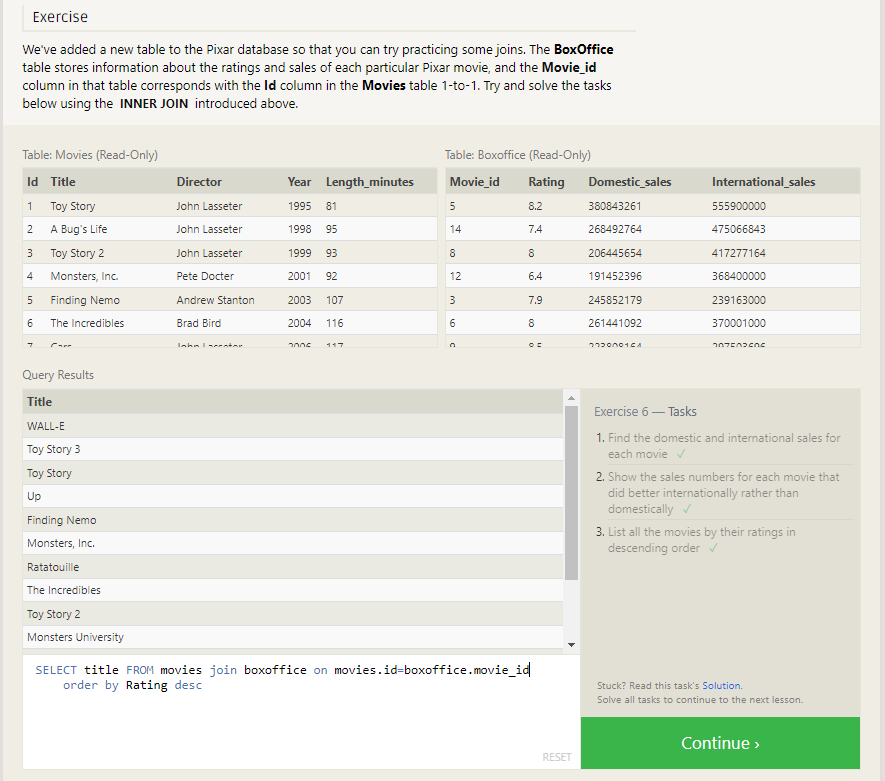 Exercise
We've added a new table to the Pixar database so that you can try practicing some joins. The BoxOffice
table stores information about the ratings and sales of each particular Pixar movie, and the Movie_id
column in that table corresponds with the Id column in the Movies table 1-to-1. Try and solve the tasks
below using the INNER JOIN introduced above.
Table: Movies (Read-Only)
Id Title Director Year Length_minutes
1 Toy Story John Lasseter 1995 81
2 A Bug's Life John Lasseter 1998 95
3 Toy Story 2 John Lasseter 1999 93
4 Monsters, Inc. Pete Docter 2001 92
5 Finding Nemo Andrew Stanton 2003 107
6 The Incredibles Brad Bird 2004 116
7 Cars John Lasseter 2006 117
Table: Boxoffice (Read-Only)
Movie_id Rating Domestic_sales International_sales
5 8.2 380843261 555900000
14 7.4 268492764 475066843
8 8 206445654 417277164
12 6.4 191452396 368400000
3 7.9 245852179 239163000
6 8 261441092 370001000
9 8.5 223808164 297503696
Query Results
Title
WALL-E
Toy Story 3
Toy Story
Up
Finding Nemo
Monsters, Inc.
Ratatouille
The Incredibles
Toy Story 2
Monsters University
SELECT title FROM movies join boxoffice on movies.id=boxoffice.movie_id
order by Rating desc
RESET
Exercise 6 — Tasks
1. Find the domestic and international sales for
each movie ✓
2. Show the sales numbers for each movie that
did better internationally rather than
domestically ✓
3. List all the movies by their ratings in
descending order ✓
Stuck? Read this task's Solution.
Solve all tasks to continue to the next lesson.
Continue ›